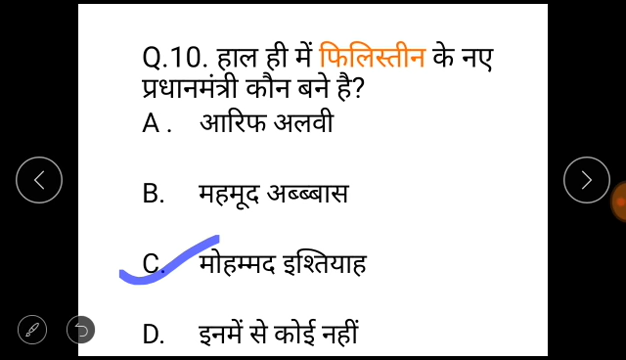 Q.10. हाल ही में फिलिस्तीन के नए
प्रधानमंत्री कौन बने है?
A . आरिफ अलवी
B. महमूद अब्ब्बास
C. मोहम्मद इश्तियाह
D. इनमें से कोई नहीं